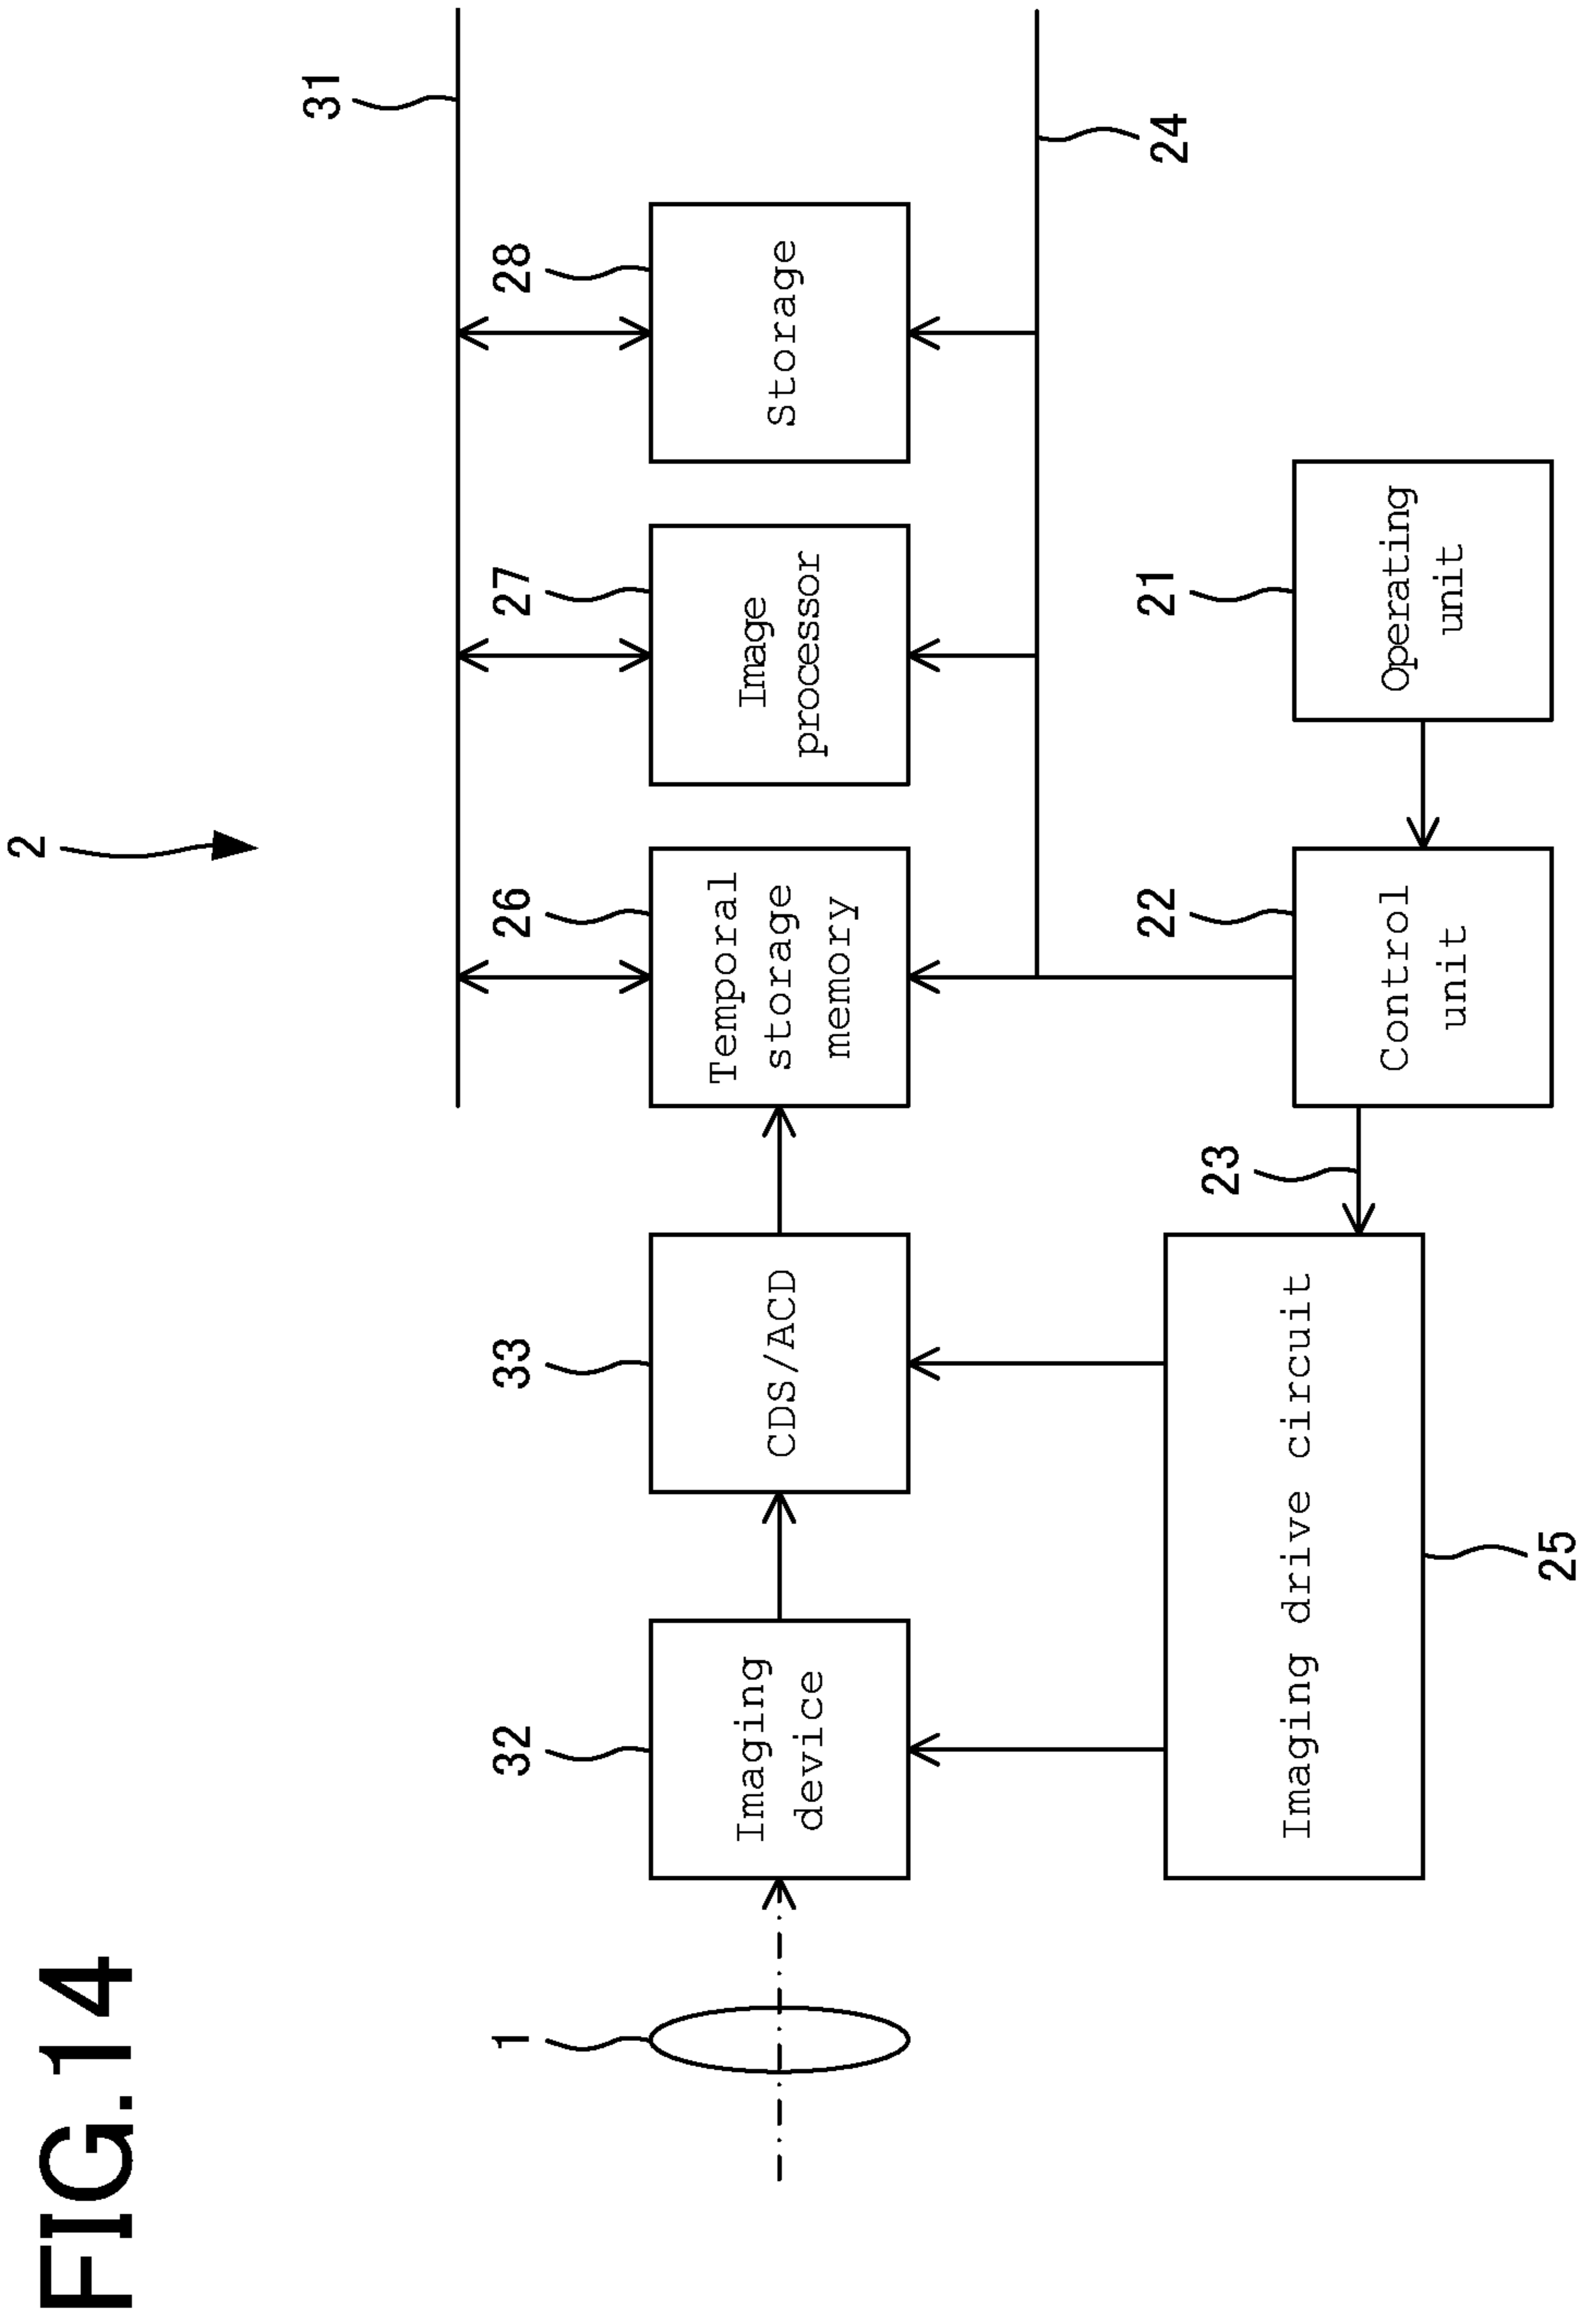 FIG.14
2
31
1
32
Imaging
device
33
CDS/ACD
26
Temporal
storage
memory
27
Image
processor
28
Storage
24
25
Imaging drive circuit
23
22
Control
unit
21
Operating
unit